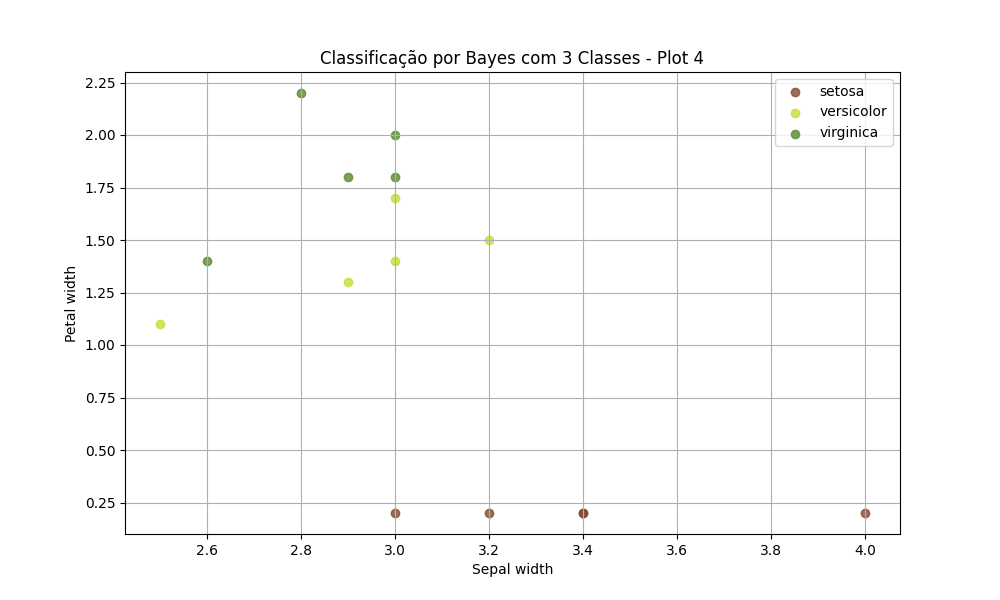 Classificação por Bayes com 3 Classes - Plot 4
setosa
versicolor
virginica
Petal width
2.25
2.00
1.75
1.50
1.25
1.00
0.75
0.50
0.25
2.6 2.8 3.0 3.2 3.4 3.6 3.8 4.0
Sepal width